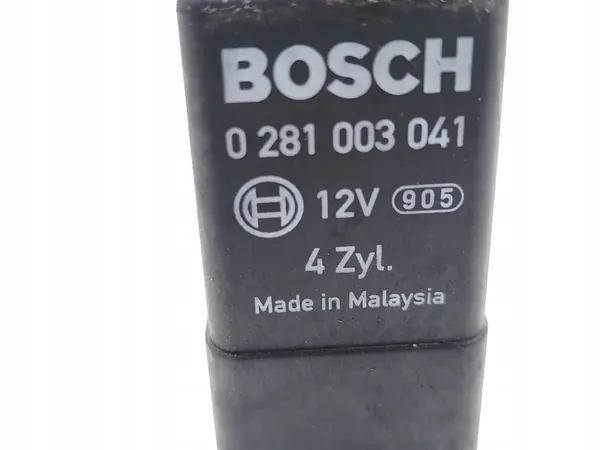 BOSCH
0 281 003 041
12V 905
4 Zyl.
Made in Malaysia